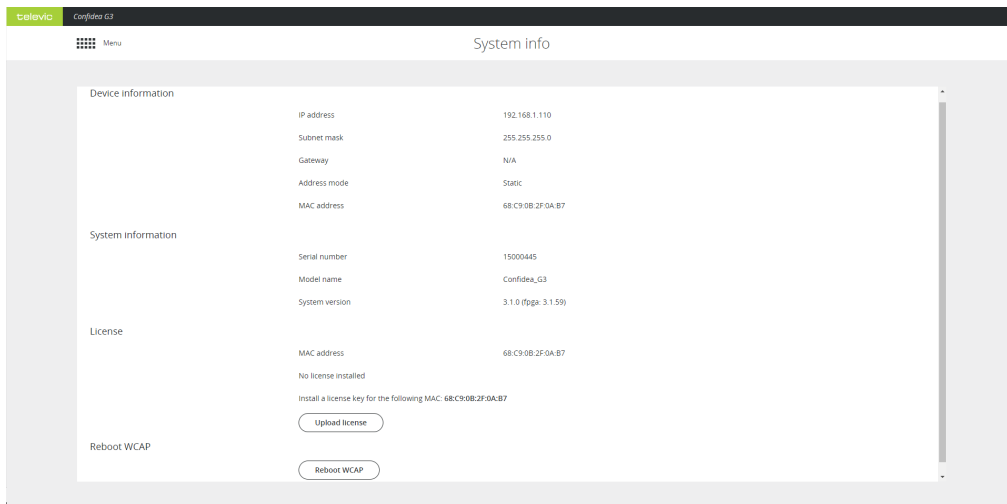 televic Confidea G3
Menu System info
Device information
IP address 192.168.1.110
Subnet mask 255.255.255.0
Gateway N/A
Address mode Static
MAC address 68:C9:0B:2F:0A:B7
System information
Serial number 15000445
Model name Confidea_G3
System version 3.1.0 (fpga: 3.1.59)
License
MAC address 68:C9:0B:2F:0A:B7
No license installed
Install a license key for the following MAC: 68:C9:0B:2F:0A:B7
Upload license
Reboot WCAP
Reboot WCAP